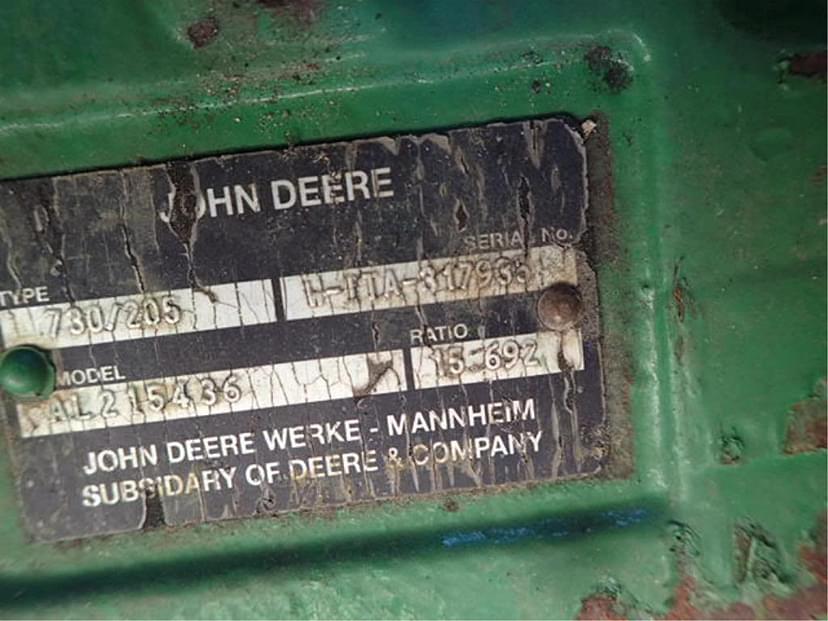 JOHN DEERE
SERIAL No.
TYPE
730/205
MODEL
RATIO
AL215436
15.692
JOHN DEERE WERKE - MANNHEIM
SUBSIDARY OF DEERE & COMPANY